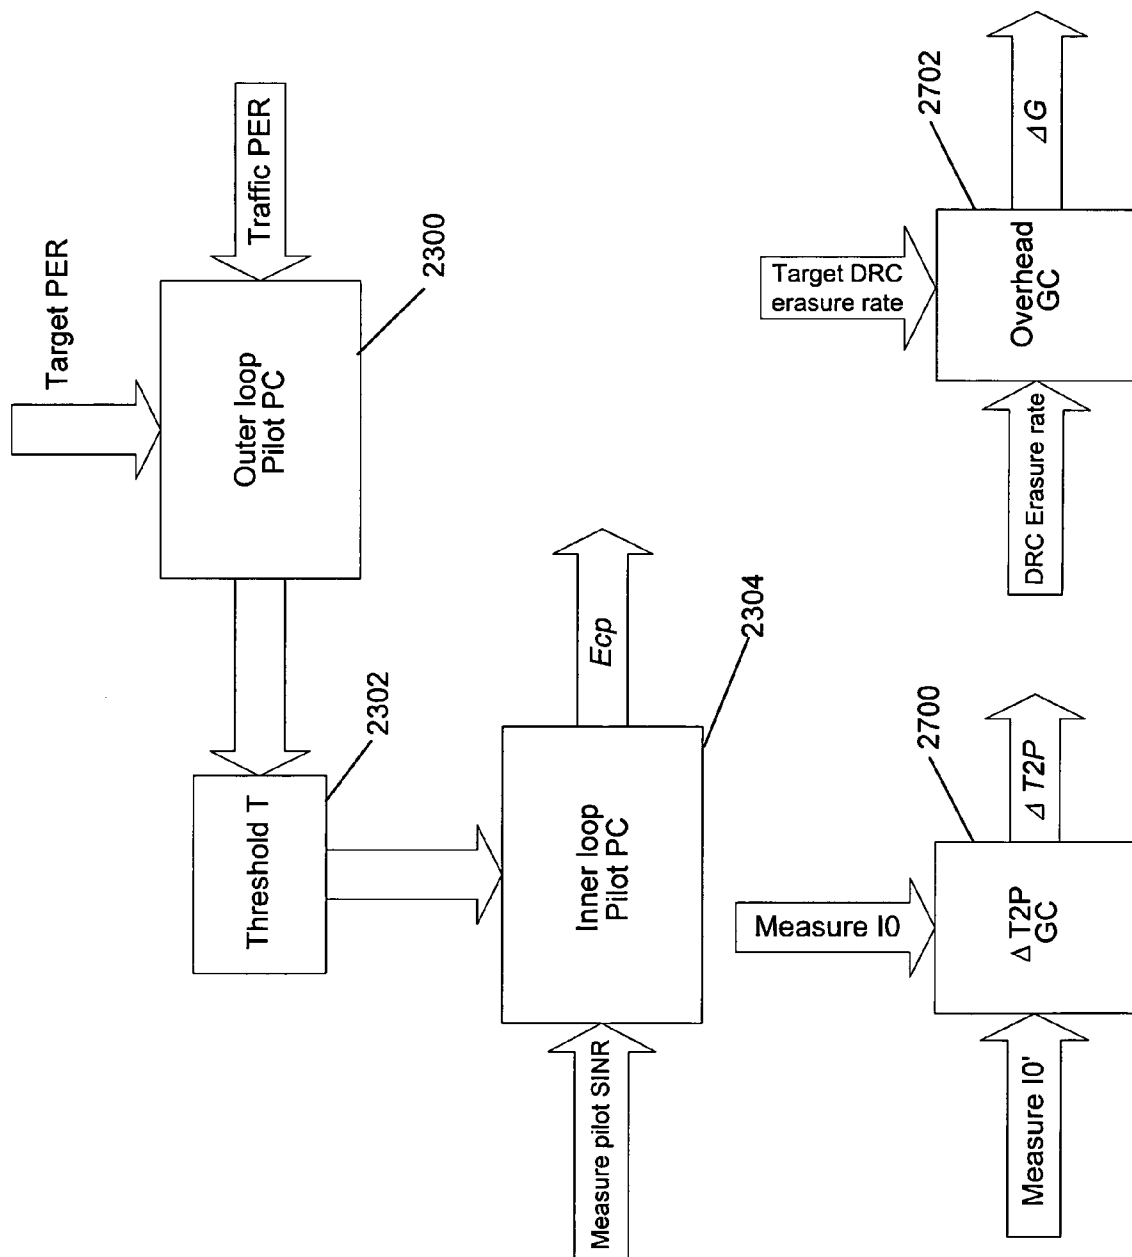 Target PER
Traffic PER
Outer loop
Pilot PC
2300
Threshold T
2302
Measure pilot SINR
Inner loop
Pilot PC
2304
Ecp
Measure I0
Measure I0'
Δ T2P
GC
2700
Δ T2P
Target DRC
erasure rate
DRC Erasure rate
Overhead
GC
2702
ΔG